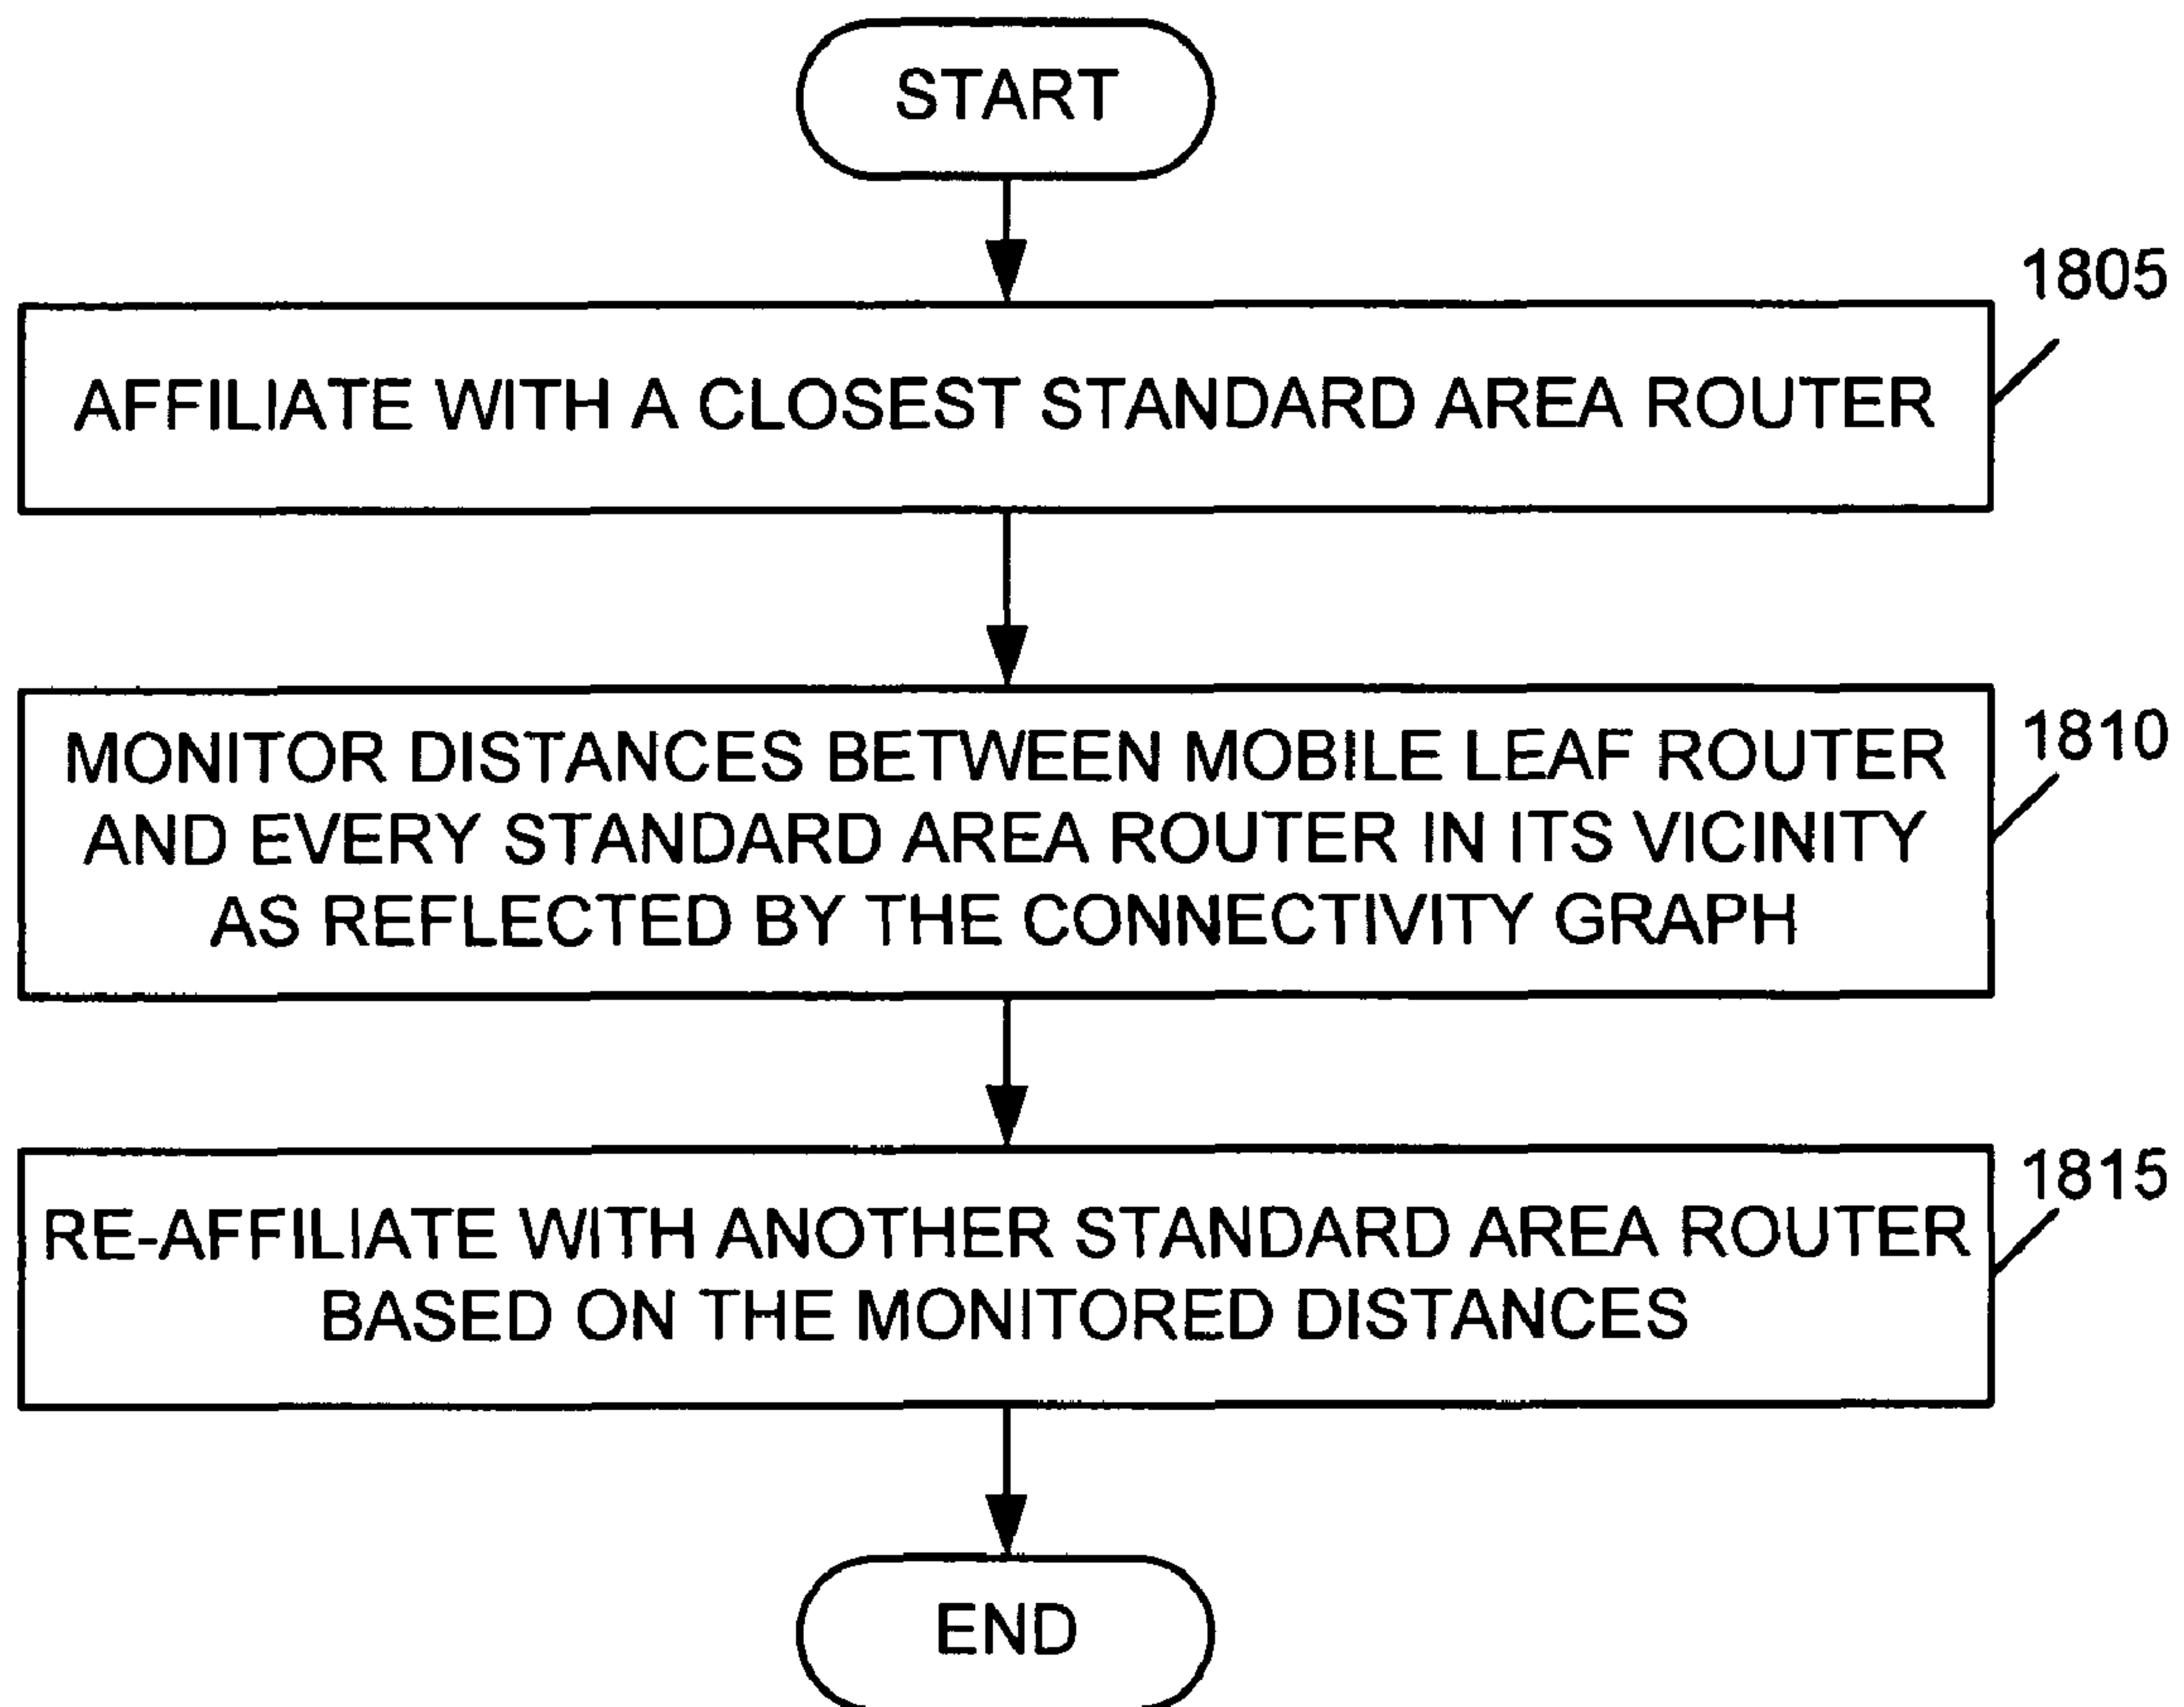 START
1805
AFFILIATE WITH A CLOSEST STANDARD AREA ROUTER
1810
MONITOR DISTANCES BETWEEN MOBILE LEAF ROUTER
AND EVERY STANDARD AREA ROUTER IN ITS VICINITY
AS REFLECTED BY THE CONNECTIVITY GRAPH
1815
RE-AFFILIATE WITH ANOTHER STANDARD AREA ROUTER
BASED ON THE MONITORED DISTANCES
END